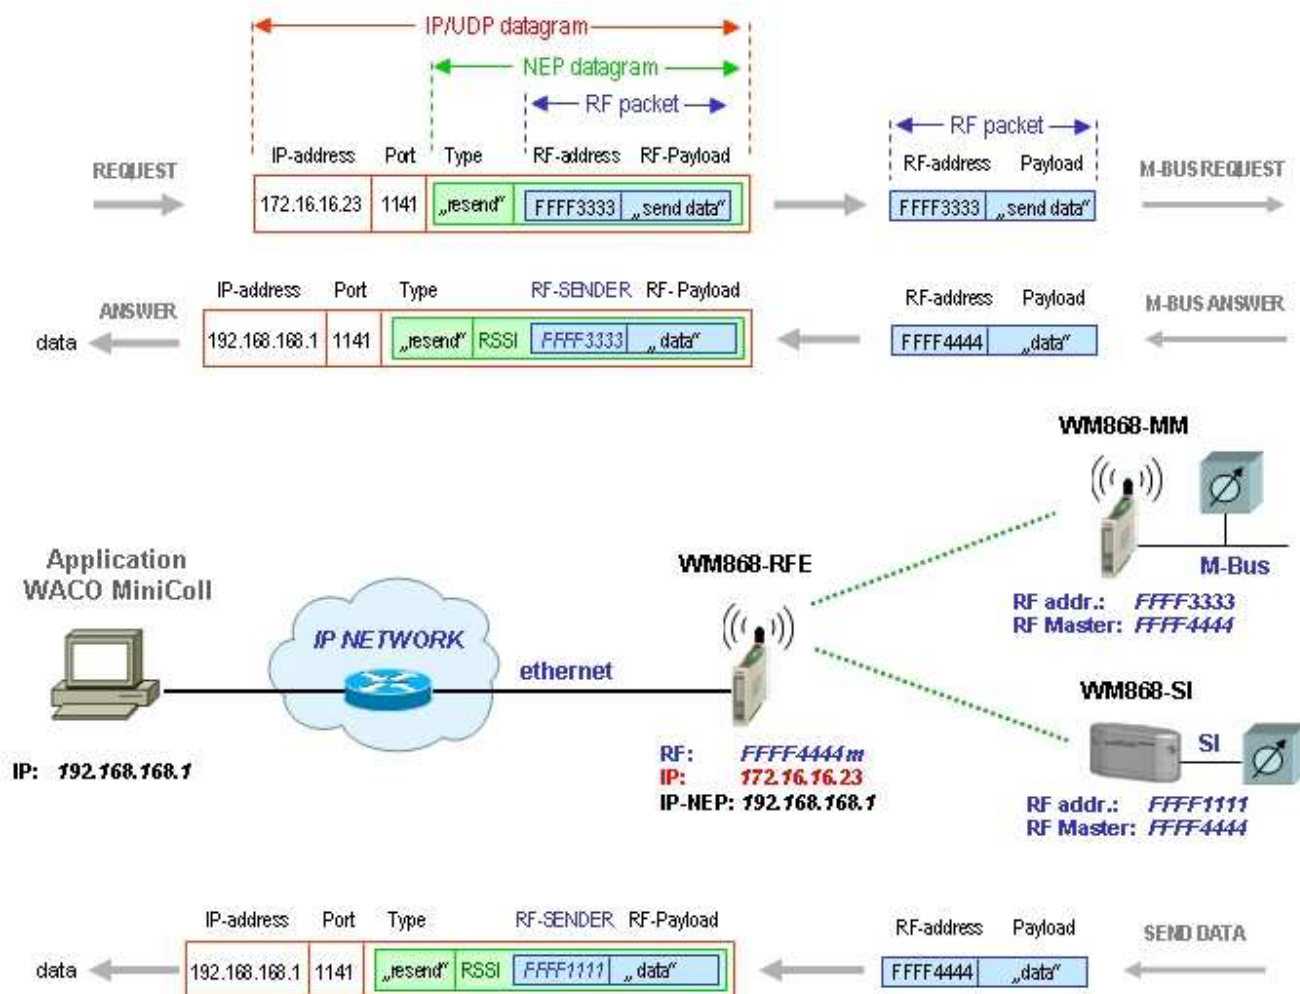 IP/UDP datagram
NEP datagram
RF packet
RF packet
IP-address Port Type RF-address RF-Payload
RF-address Payload
REQUEST
M-BUS REQUEST
172.16.16.23 1141 „resend“ FFFF3333 „send data“
FFFF3333 „send data“
IP-address Port Type RF-SENDER RF- Payload
RF-address Payload
ANSWER
M-BUS ANSWER
data
192.168.168.1 1141 „resend“ RSSI FFFF3333 „data“
FFFF4444 „data“
WM868-MM
Application
WACO MiniColl
WM868-RFE
M-Bus
RF addr.: FFFF3333
RF Master: FFFF4444
IP NETWORK
ethernet
WM868-SI
SI
IP: 192.168.168.1
RF: FFFF4444m
IP: 172.16.16.23
IP-NEP: 192.168.168.1
RF addr.: FFFF1111
RF Master: FFFF4444
IP-address Port Type RF-SENDER RF-Payload
RF-address Payload
SEND DATA
data
192.168.168.1 1141 „resend“ RSSI FFFF1111 „data“
FFFF4444 „data“